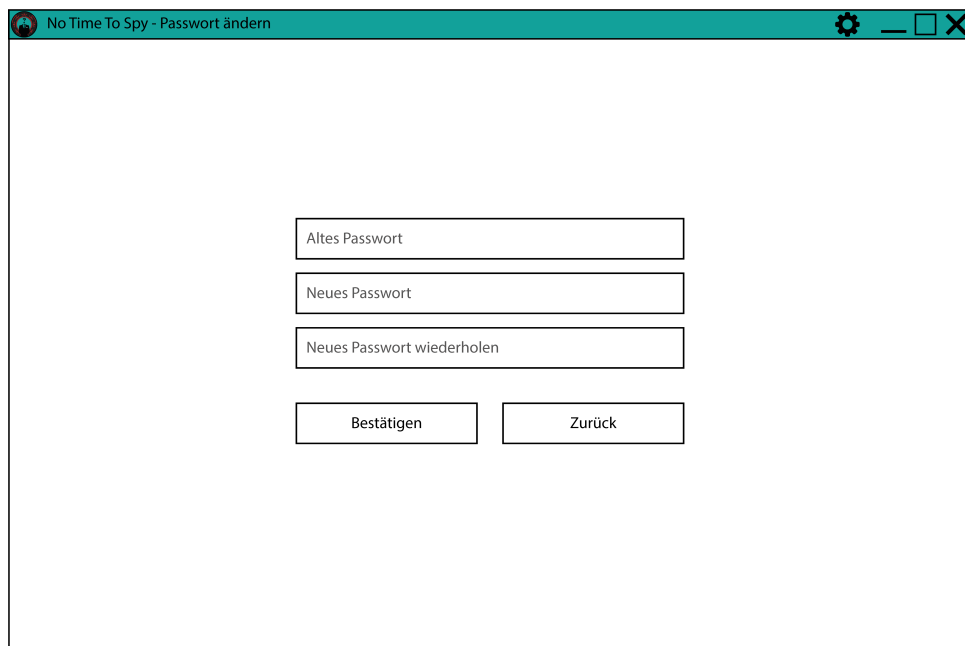 No Time To Spy - Passwort ändern
Altes Passwort
Neues Passwort
Neues Passwort wiederholen
Bestätigen
Zurück